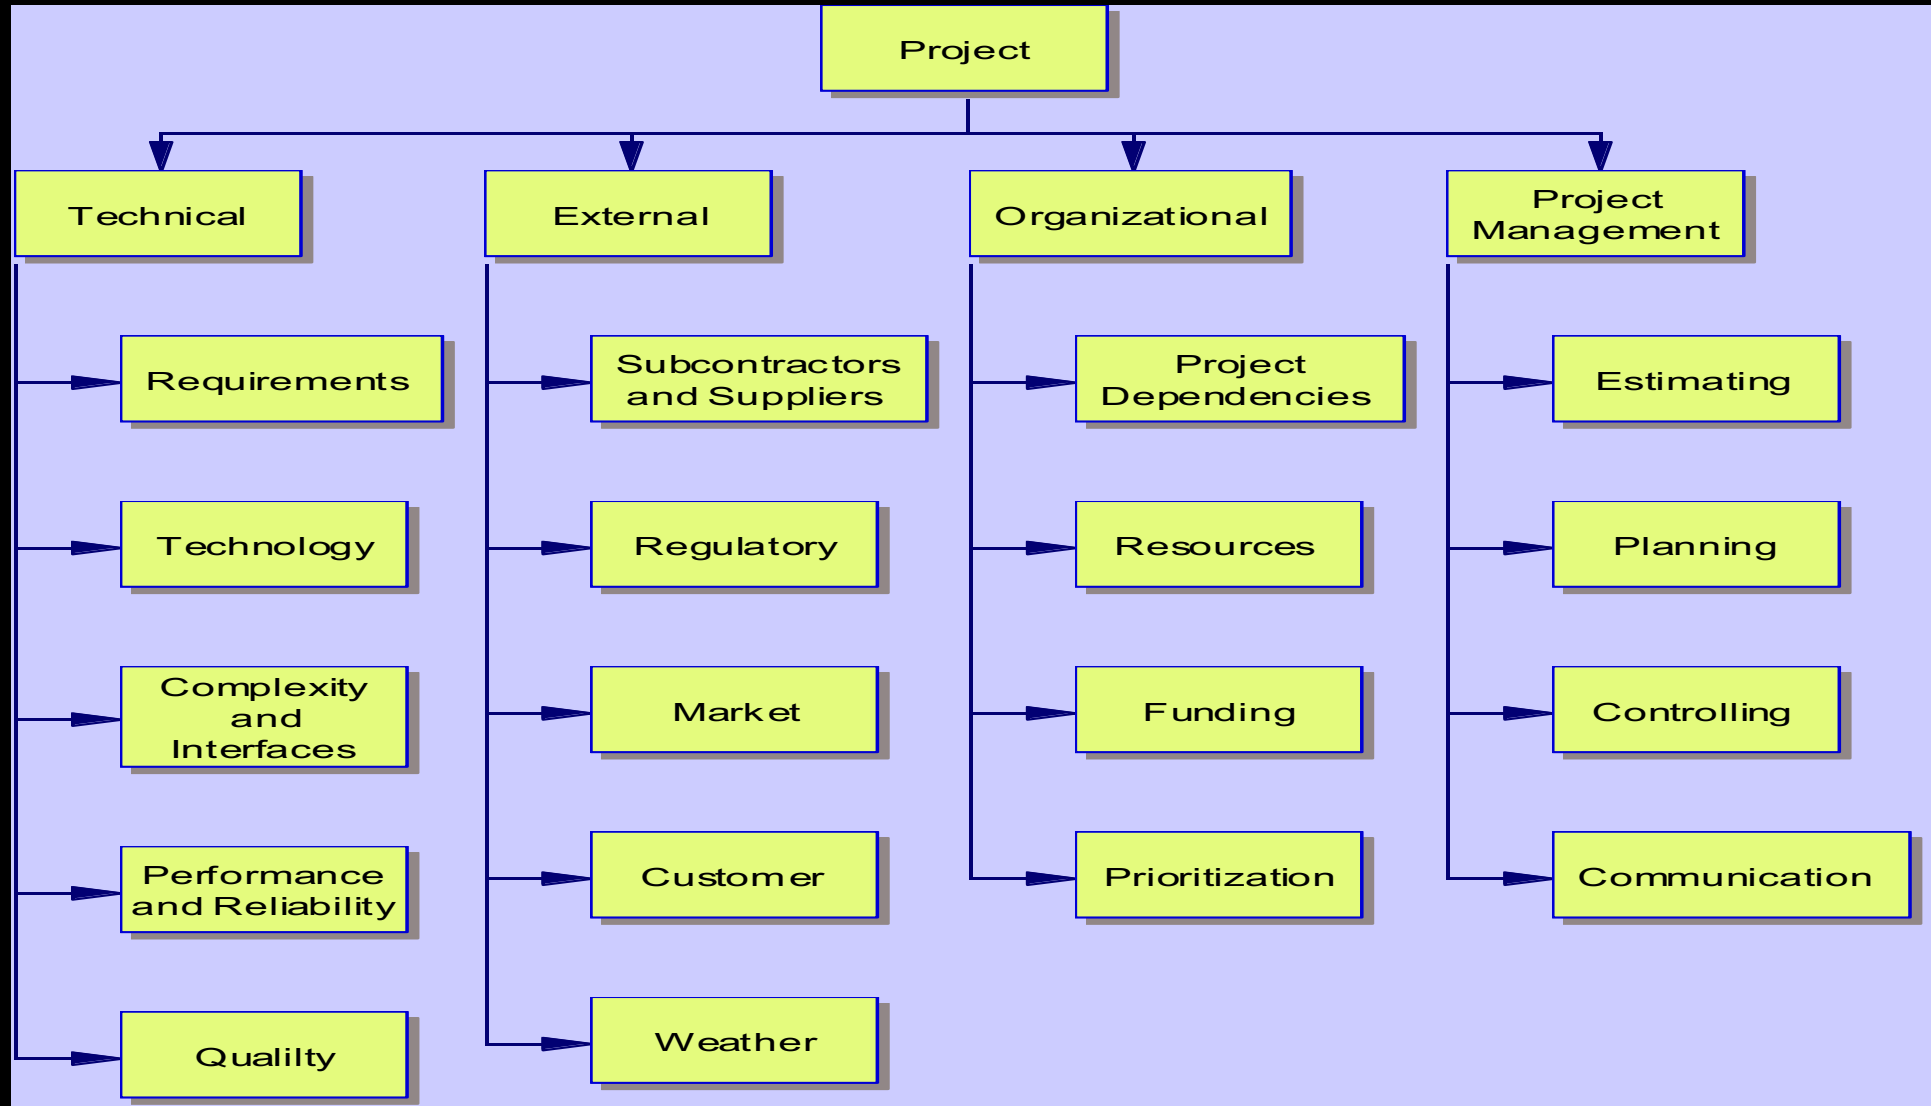 Project
Technical
External
Organizational
Project
Management
Requirements
Subcontractors
and Suppliers
Project
Dependencies
Estimating
Technology
Regulatory
Resources
Planning
Complexity
and
Interfaces
Market
Funding
Controlling
Performance
and Reliability
Customer
Prioritization
Communication
Qualilty
Weather